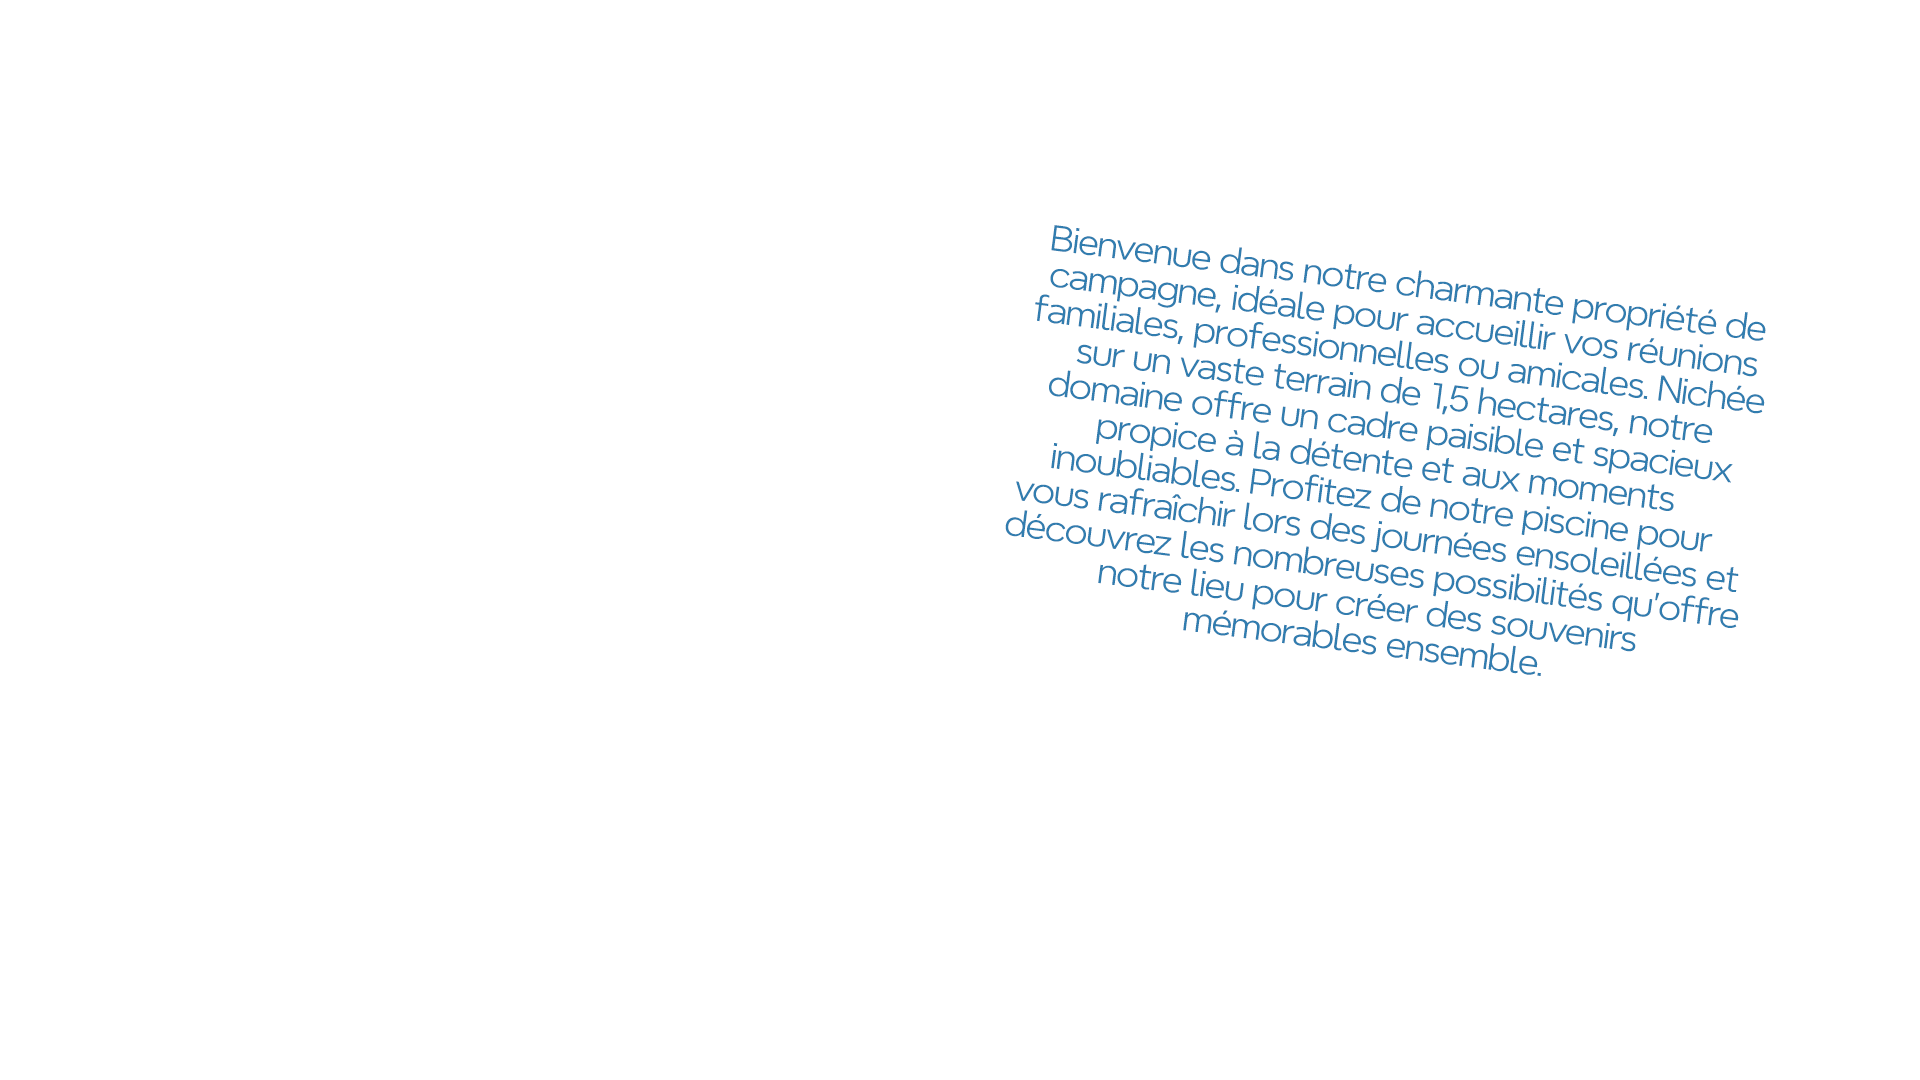 Bienvenue dans notre charmante propriété de
campagne, idéale pour accueillir vos réunions
familiales, professionnelles ou amicales. Nichée
sur un vaste terrain de 1,5 hectares, notre
domaine offre un cadre paisible et spacieux
propice à la détente et aux moments
inoubliables. Profitez de notre piscine pour
vous rafraîchir lors des journées ensoleillées et
découvrez les nombreuses possibilités qu'offre
notre lieu pour créer des souvenirs
mémorables ensemble.